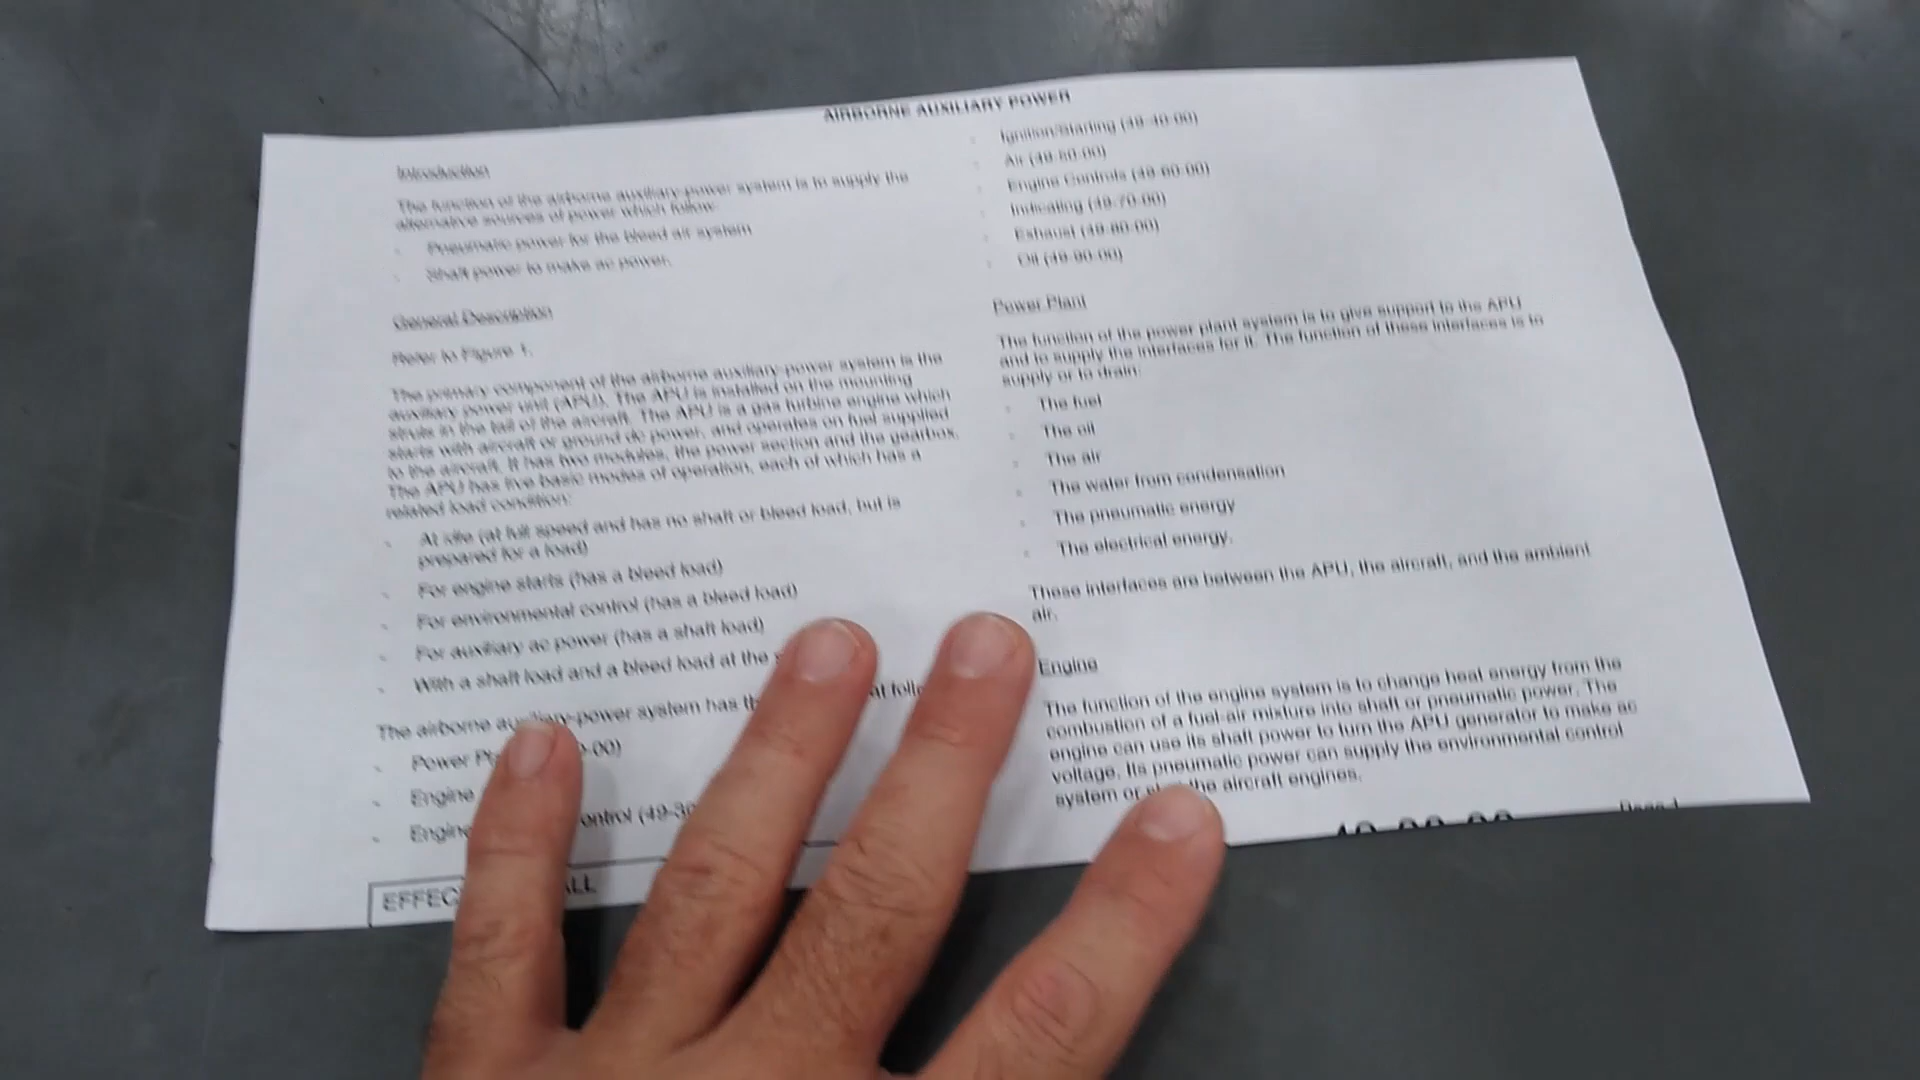 AIRBORNE AUXILIARY POWER
Introduction
The function of the airborne auxiliary-power system is to supply the
alternative sources of power which follow:
Pneumatic power for the bleed air system
Shaft power to make ac power.
General Description
Refer to Figure 1.
The primary component of the airborne auxiliary-power system is the
auxiliary power unit (APU). The APU is installed on the mounting
struts in the tail of the aircraft. The APU is a gas turbine engine which
starts with aircraft or ground dc power, and operates on fuel supplied
to the aircraft. It has two modules, the power section and the gearbox.
The APU has five basic modes of operation, each of which has a
related load condition:
At idle (at full speed and has no shaft or bleed load, but is
prepared for a load)
For engine starts (has a bleed load)
For environmental control (has a bleed load)
For auxiliary ac power (has a shaft load)
With a shaft load and a bleed load at the
The airborne auxiliary-power system has
Power -00)
Engine
Engine ontrol (49-3
EFFEC ALL
Ignition/Starting (49-40-00)
Air (49-50-00)
Engine Controls (49-60-00)
Indicating (49-70-00)
Exhaust (49-80-00)
Oil (49-90-00)
Power Plant
The function of the power plant system is to give support to the APU
and to supply the interfaces for it. The function of these interfaces is to
supply or to drain:
The fuel
The oil
The air
The water from condensation
The pneumatic energy
The electrical energy.
These interfaces are between the APU, the aircraft, and the ambient
air.
Engine
The function of the engine system is to change heat energy from the
combustion of a fuel-air mixture into shaft or pneumatic power. The
engine can use its shaft power to turn the APU generator to make ac
voltage. Its pneumatic power can supply the environmental control
system or the aircraft engines.
Page 1